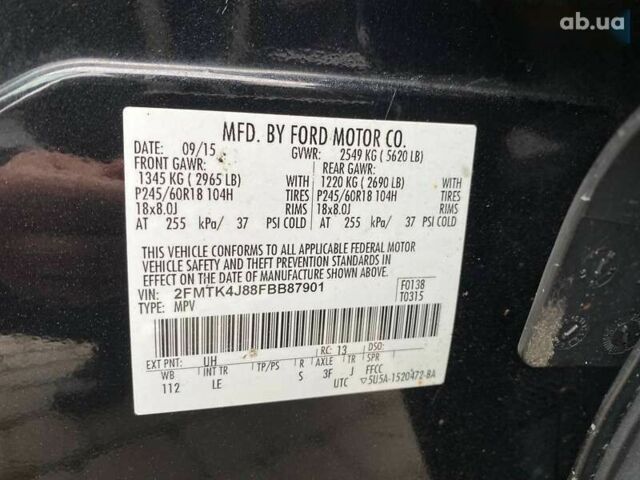 ab.ua
MFD. BY FORD MOTOR CO.
DATE: 09/15 GVWR: 2549 KG ( 5620 LB)
FRONT GAWR: REAR GAWR:
1345 KG ( 2965 LB) WITH 1220 KG ( 2690 LB) WITH
P245/60R18 104H TIRES P245/60R18 104H TIRES
18x8.0J RIMS 18x8.0J RIMS
AT 255 kPa/ 37 PSI COLD AT 255 kPa/ 37 PSI COLD
THIS VEHICLE CONFORMS TO ALL APPLICABLE FEDERAL MOTOR
VEHICLE SAFETY AND THEFT PREVENTION STANDARDS IN
EFFECT ON THE DATE OF MANUFACTURE SHOWN ABOVE.
VIN: 2FMTK4J88FBB87901 F0138
TYPE: MPV T0315
EXT PNT: UH RC: 13 DSO:
WB INT TR TP/PS R AXLE TR SPR
112 LE S 3F J FFCC
UTC ▽5U5A-1520472-BA